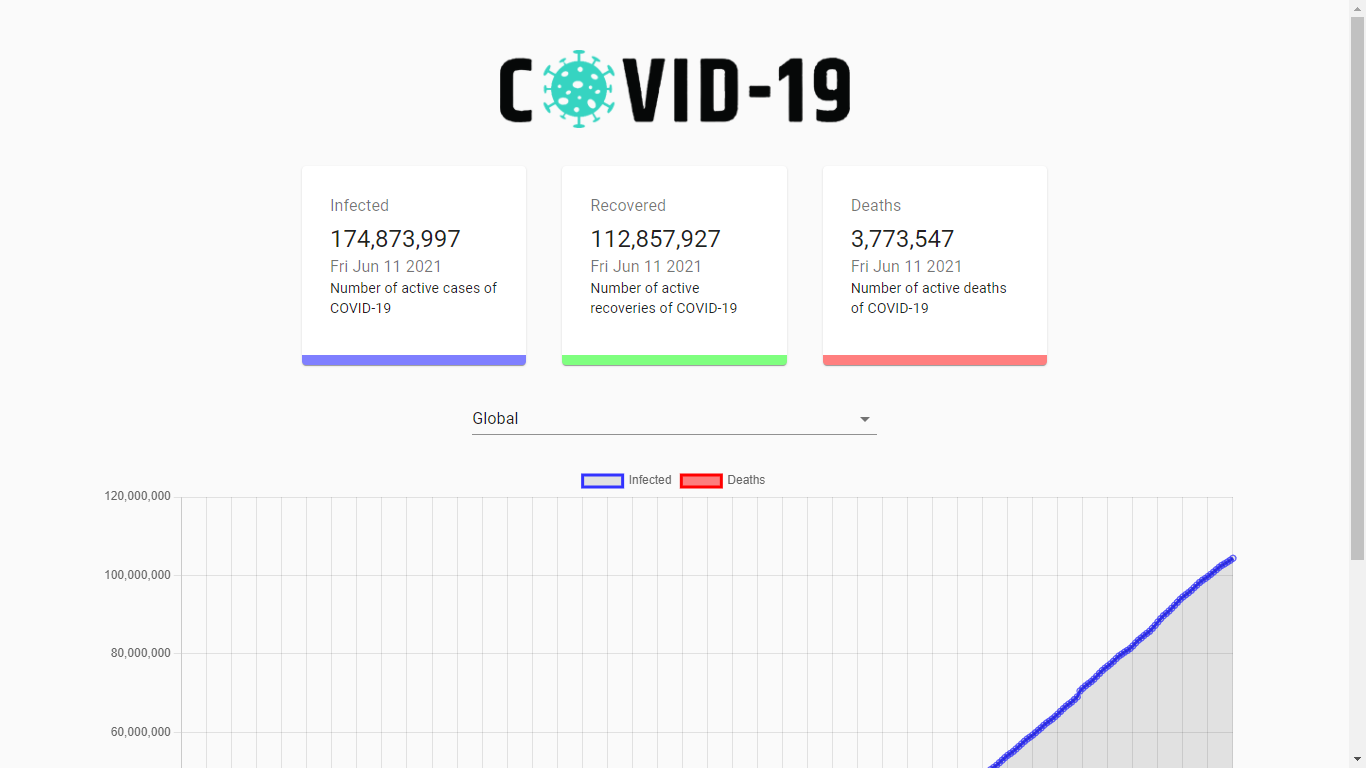 COVID-19
Infected
174,873,997
Fri Jun 11 2021
Number of active cases of
COVID-19
Recovered
112,857,927
Fri Jun 11 2021
Number of active
recoveries of COVID-19
Deaths
3,773,547
Fri Jun 11 2021
Number of active deaths
of COVID-19
Global
Infected Deaths
120,000,000
100,000,000
80,000,000
60,000,000